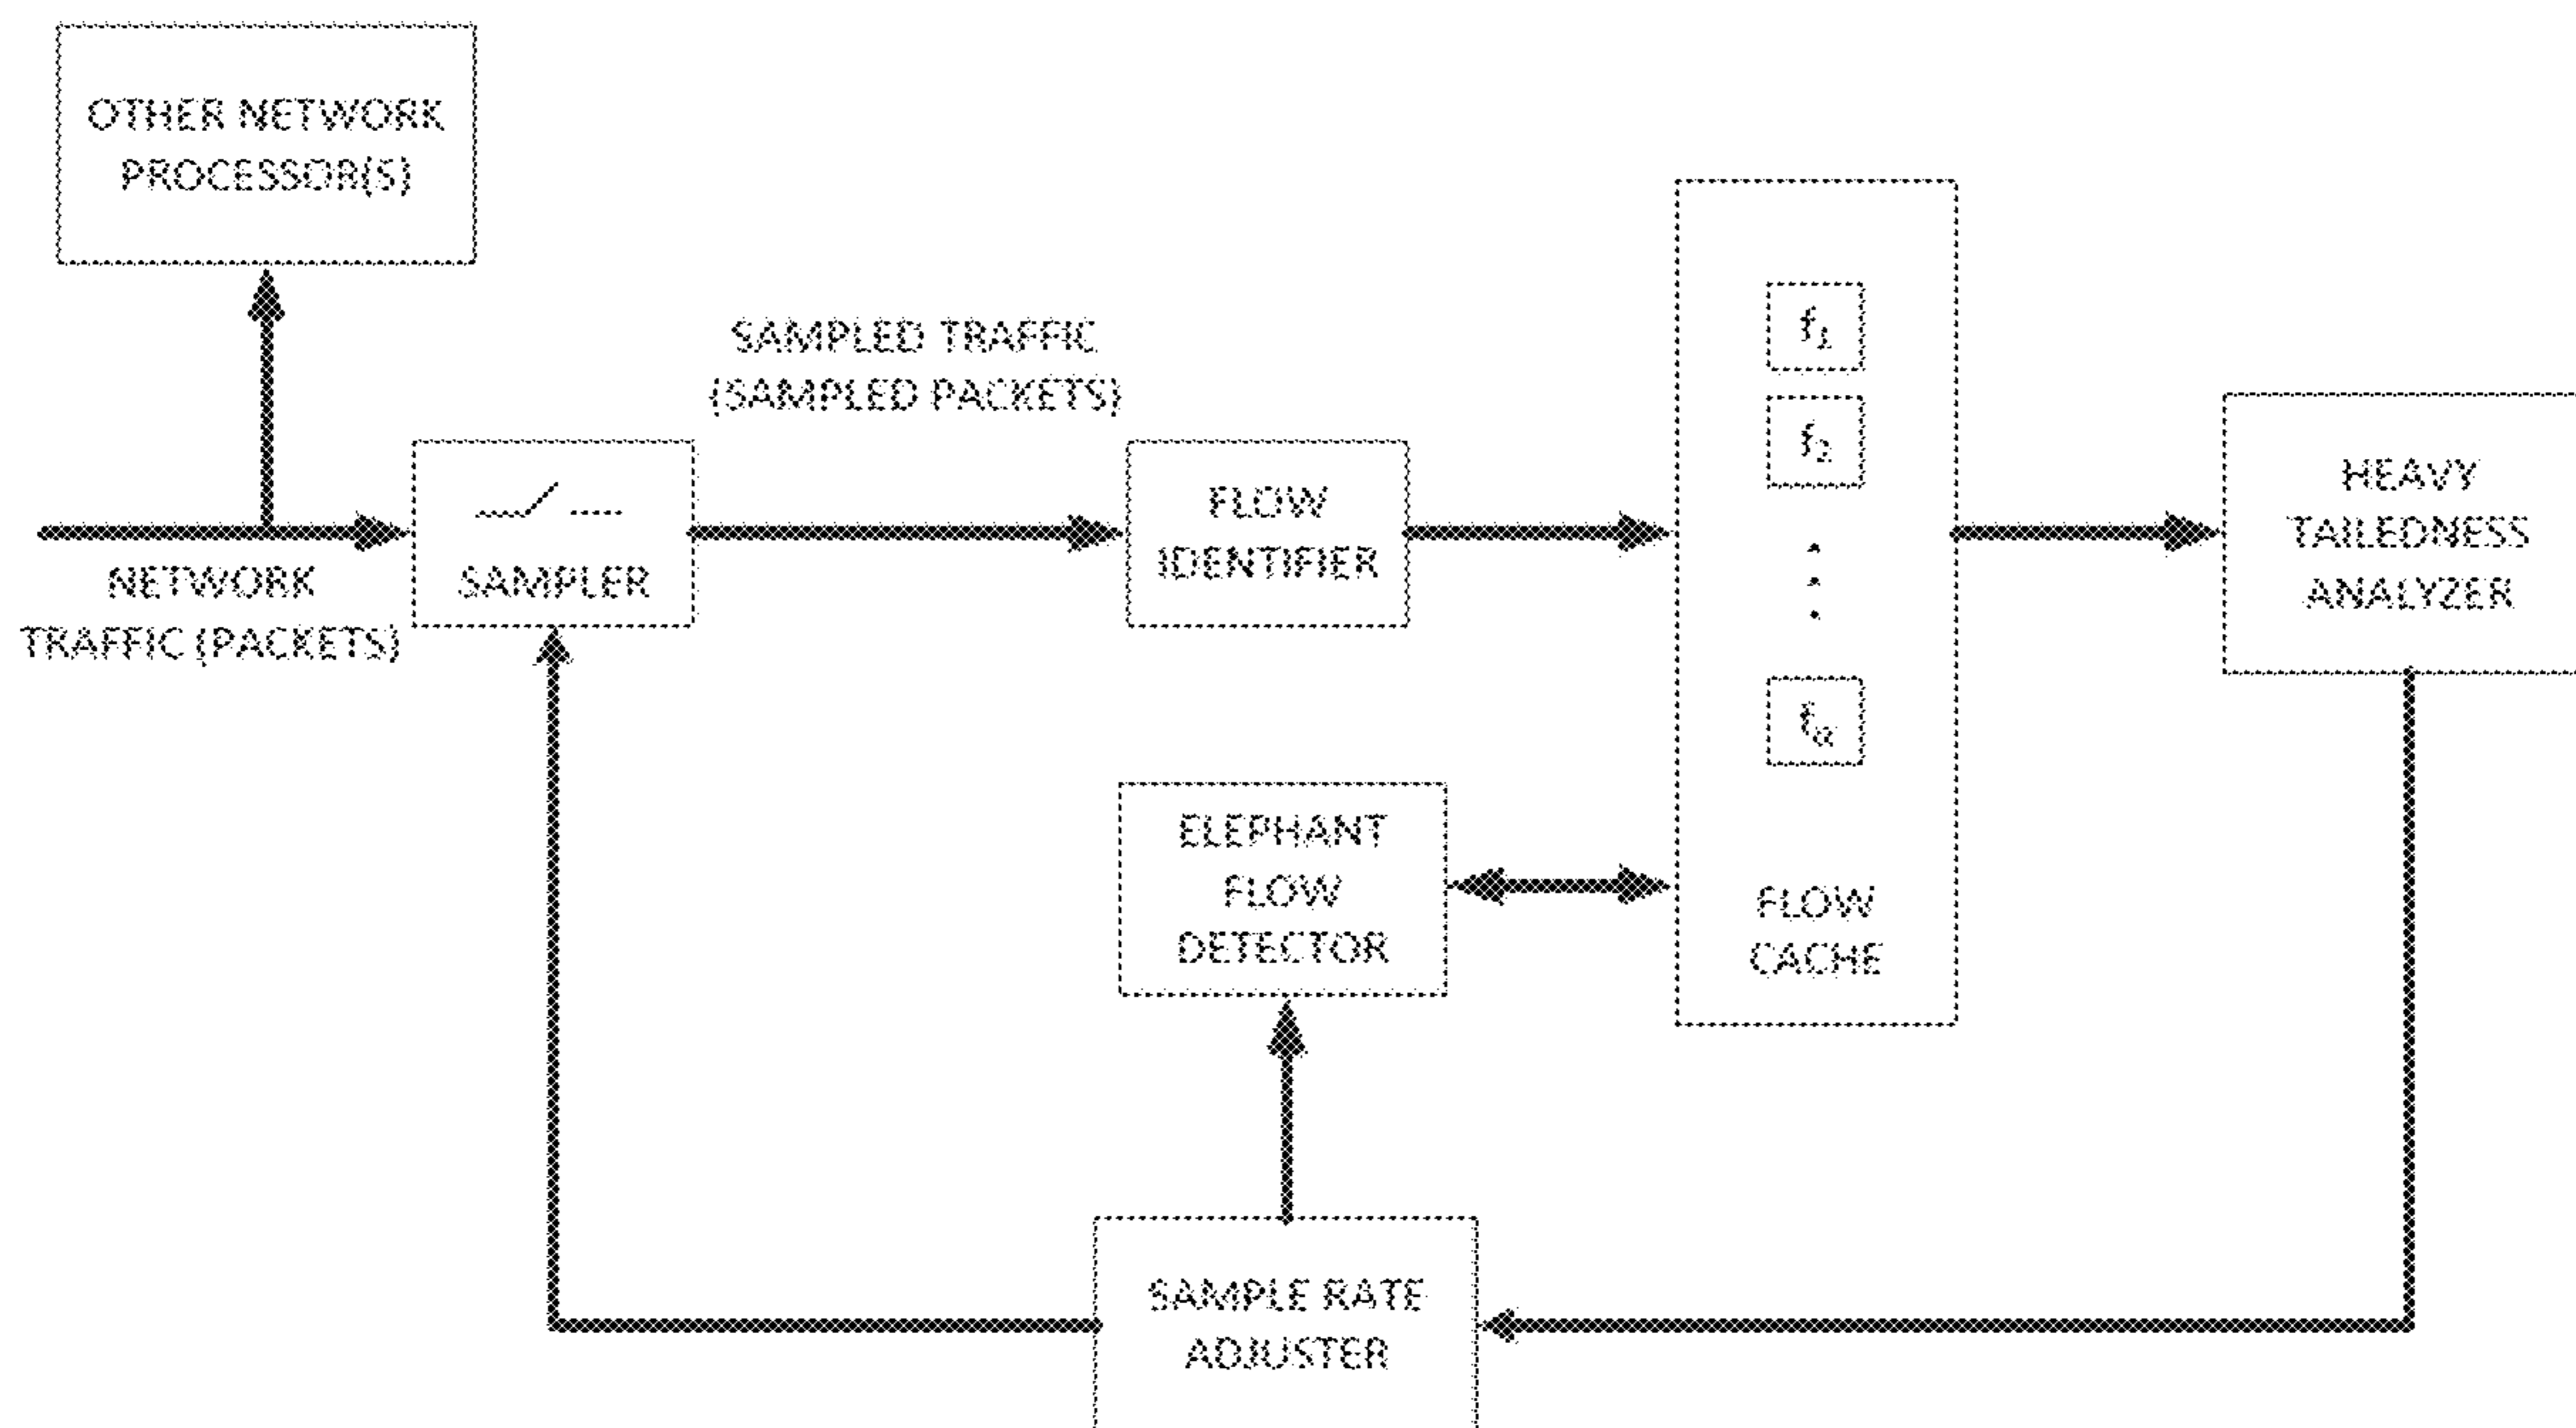 OTHER NETWORK
PROCESSOR(S)
SAMPLED TRAFFIC
(SAMPLED PACKETS)
NETWORK
TRAFFIC (PACKETS)
SAMPLER
FLOW
IDENTIFIER
f₁
f₂
fα
FLOW
CACHE
HEAVY
TAILEDNESS
ANALYZER
ELEPHANT
FLOW
DETECTOR
SAMPLE RATE
ADJUSTER